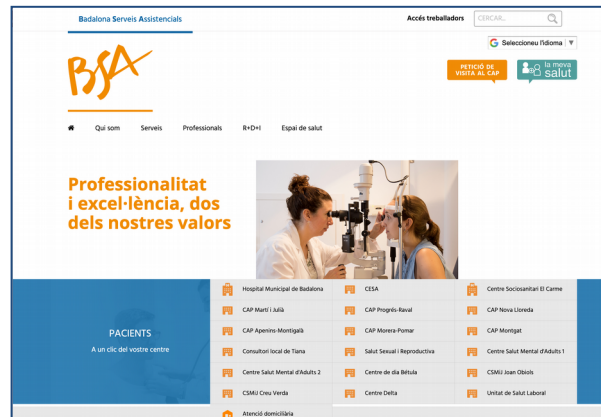 Badalona Serveis Assistencials
Accés treballadors
CERCAR...
Seleccioneu l'idioma
BSA
PETICIÓ DE
VISITA AL CAP
la meva
salut
Qui som Serveis Professionals R+D+I Espai de salut
Professionalitat
i excel·lència, dos
dels nostres valors
PACIENTS
A un clic del vostre centre
Hospital Municipal de Badalona CESA Centre Sociosanitari El Carme
CAP Martí i Julià CAP Progrés-Raval CAP Nova Lloreda
CAP Apenins-Montigalà CAP Morera-Pomar CAP Montgat
Consultori local de Tiana Salut Sexual i Reproductiva Centre Salut Mental d'Adults 1
Centre Salut Mental d'Adults 2 Centre de dia Bétula CSMIJ Joan Obiols
CSMIJ Creu Verda Centre Delta Unitat de Salut Laboral
Atenció domiciliària